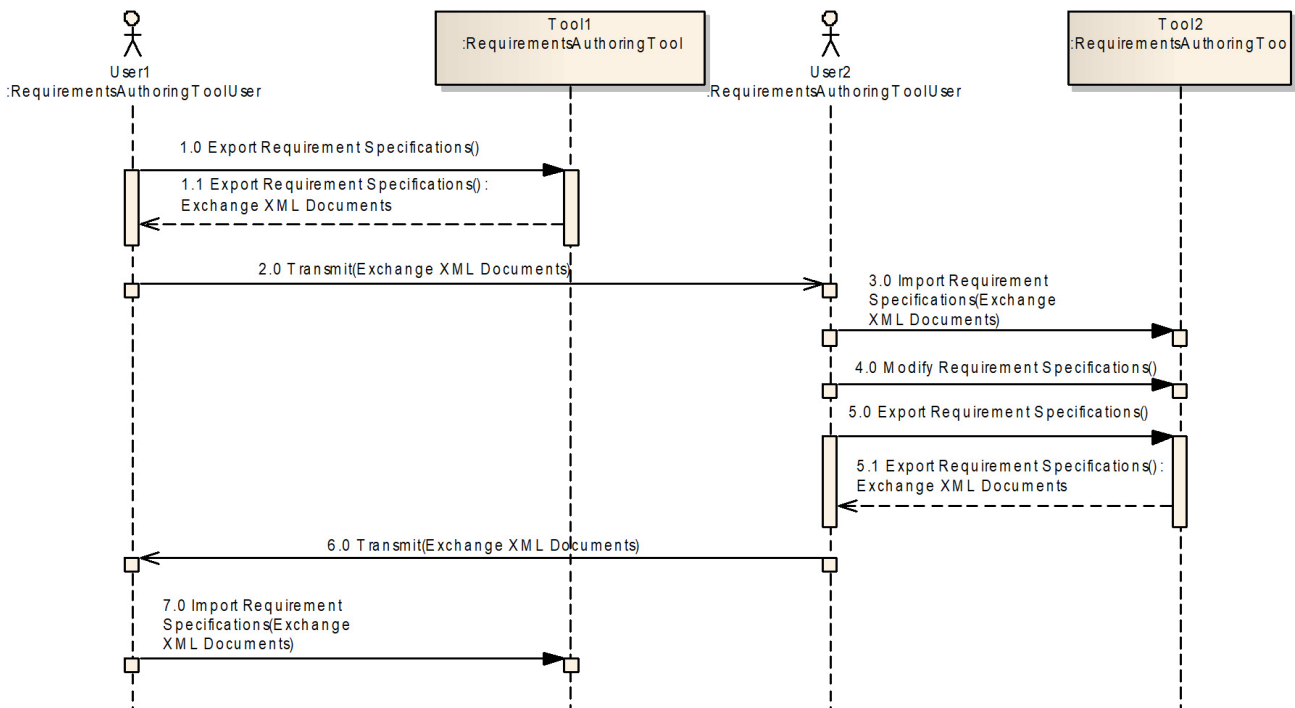 User1
:RequirementsAuthoringToolUser
Tool1
:RequirementsAuthoringTool
User2
:RequirementsAuthoringToolUser
Tool2
:RequirementsAuthoringToo
1.0 Export Requirement Specifications()
1.1 Export Requirement Specifications() :
Exchange XML Documents
2.0 Transmit(Exchange XML Documents)
3.0 Import Requirement
Specifications(Exchange
XML Documents)
4.0 Modify Requirement Specifications()
5.0 Export Requirement Specifications()
5.1 Export Requirement Specifications() :
Exchange XML Documents
6.0 Transmit(Exchange XML Documents)
7.0 Import Requirement
Specifications(Exchange
XML Documents)